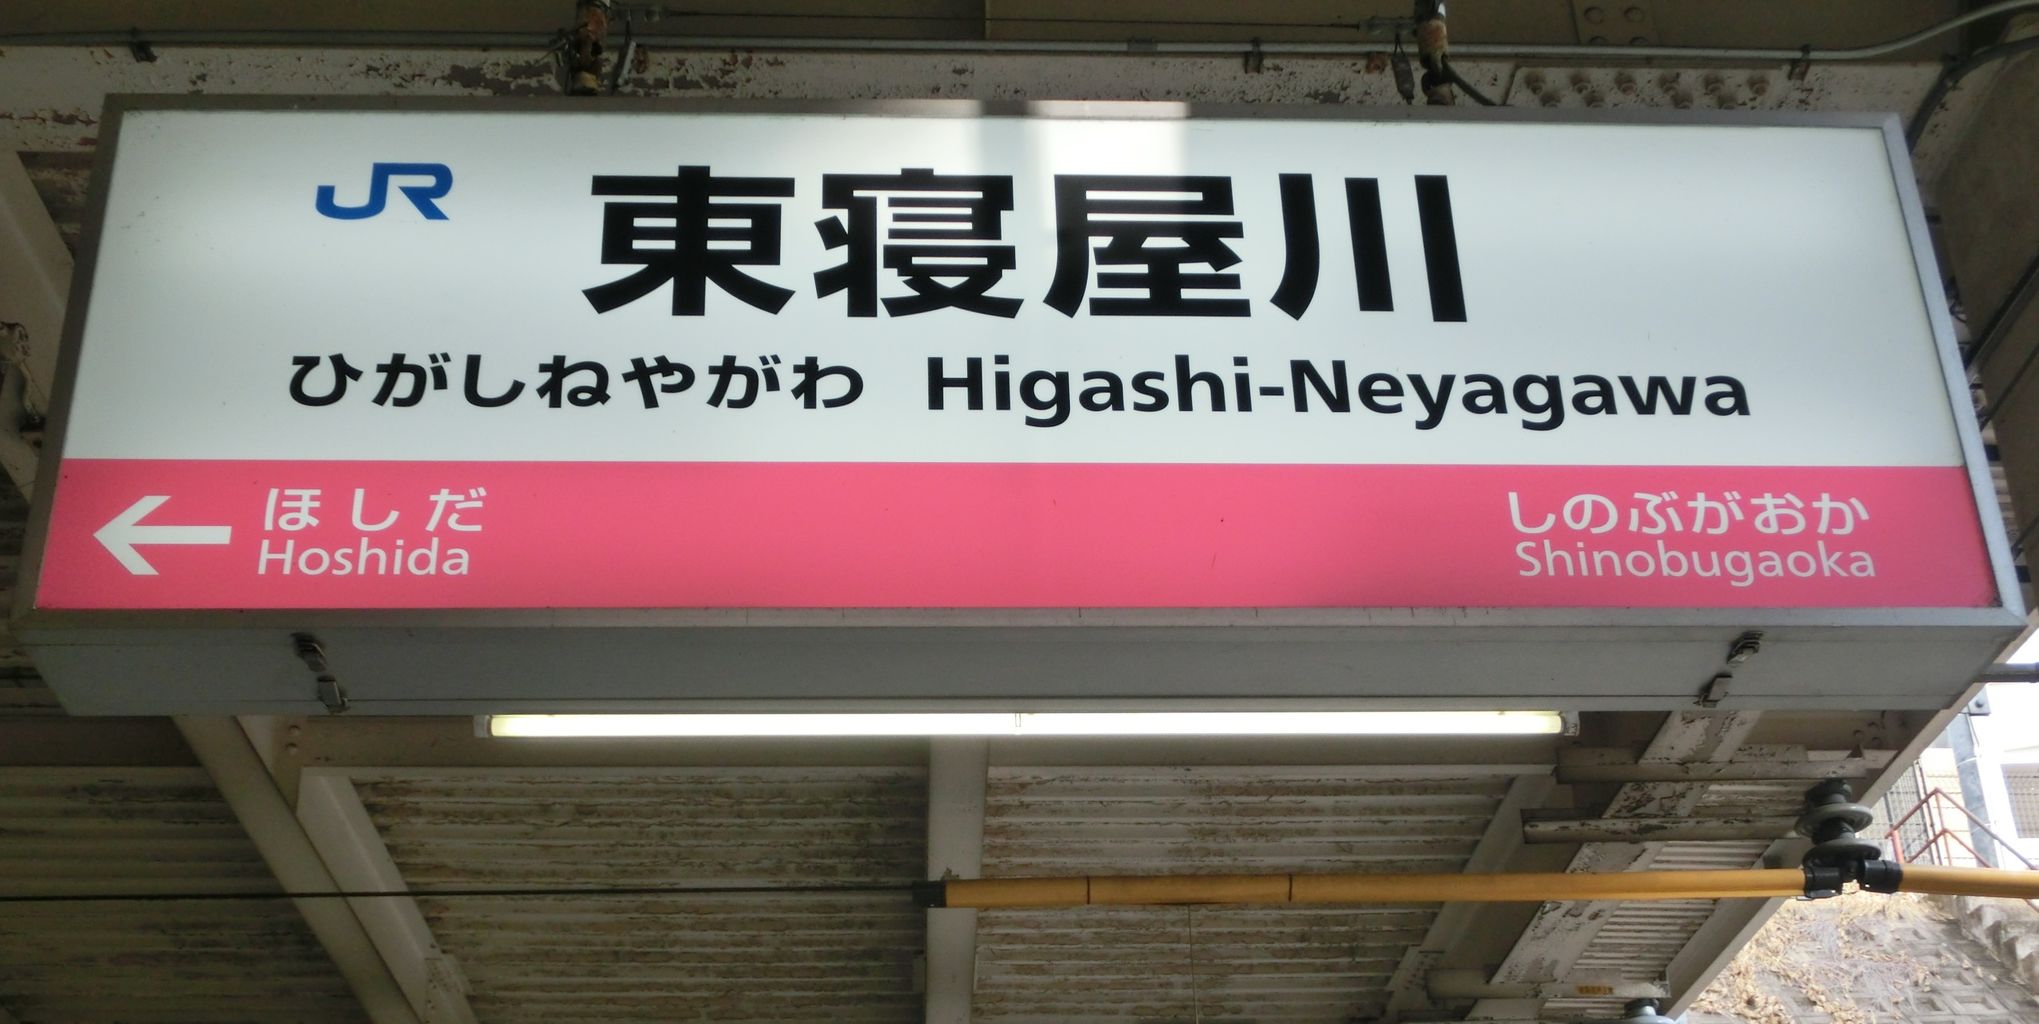 JR 東寝屋川
ひがしねやがわ Higashi-Neyagawa
← ほしだ しのぶがおか
Hoshida Shinobugaoka